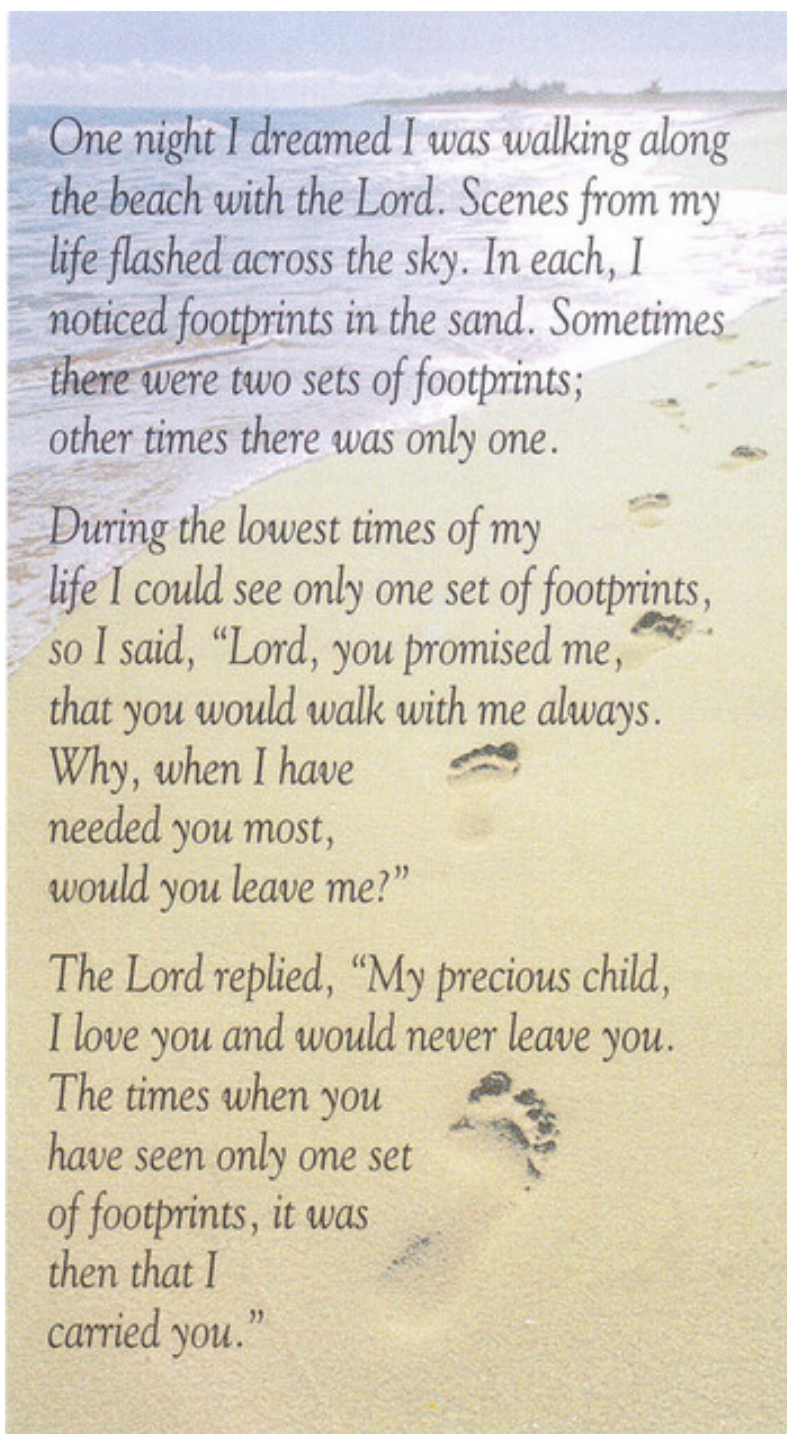 One night I dreamed I was walking along
the beach with the Lord. Scenes from my
life flashed across the sky. In each, I
noticed footprints in the sand. Sometimes
there were two sets of footprints;
other times there was only one.
During the lowest times of my
life I could see only one set of footprints,
so I said, “Lord, you promised me,
that you would walk with me always.
Why, when I have
needed you most,
would you leave me?”
The Lord replied, “My precious child,
I love you and would never leave you.
The times when you
have seen only one set
of footprints, it was
then that I
carried you.”